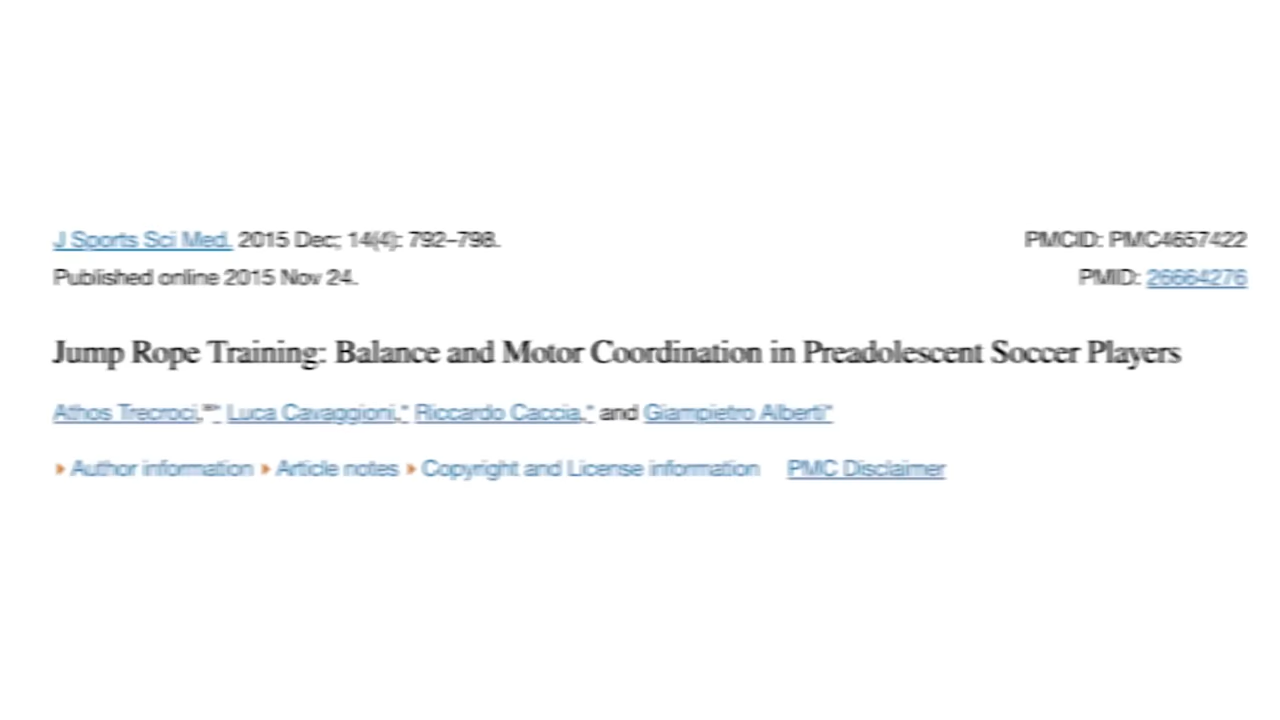 J Sports Sci Med. 2015 Dec; 14(4): 792–798. PMCID: PMC4657422
Published online 2015 Nov 24. PMID: 26664276
Jump Rope Training: Balance and Motor Coordination in Preadolescent Soccer Players
Athos Trecroci,* Luca Cavaggioni,* Riccardo Caccia,* and Giampietro Alberti*
Author information Article notes Copyright and License information PMC Disclaimer